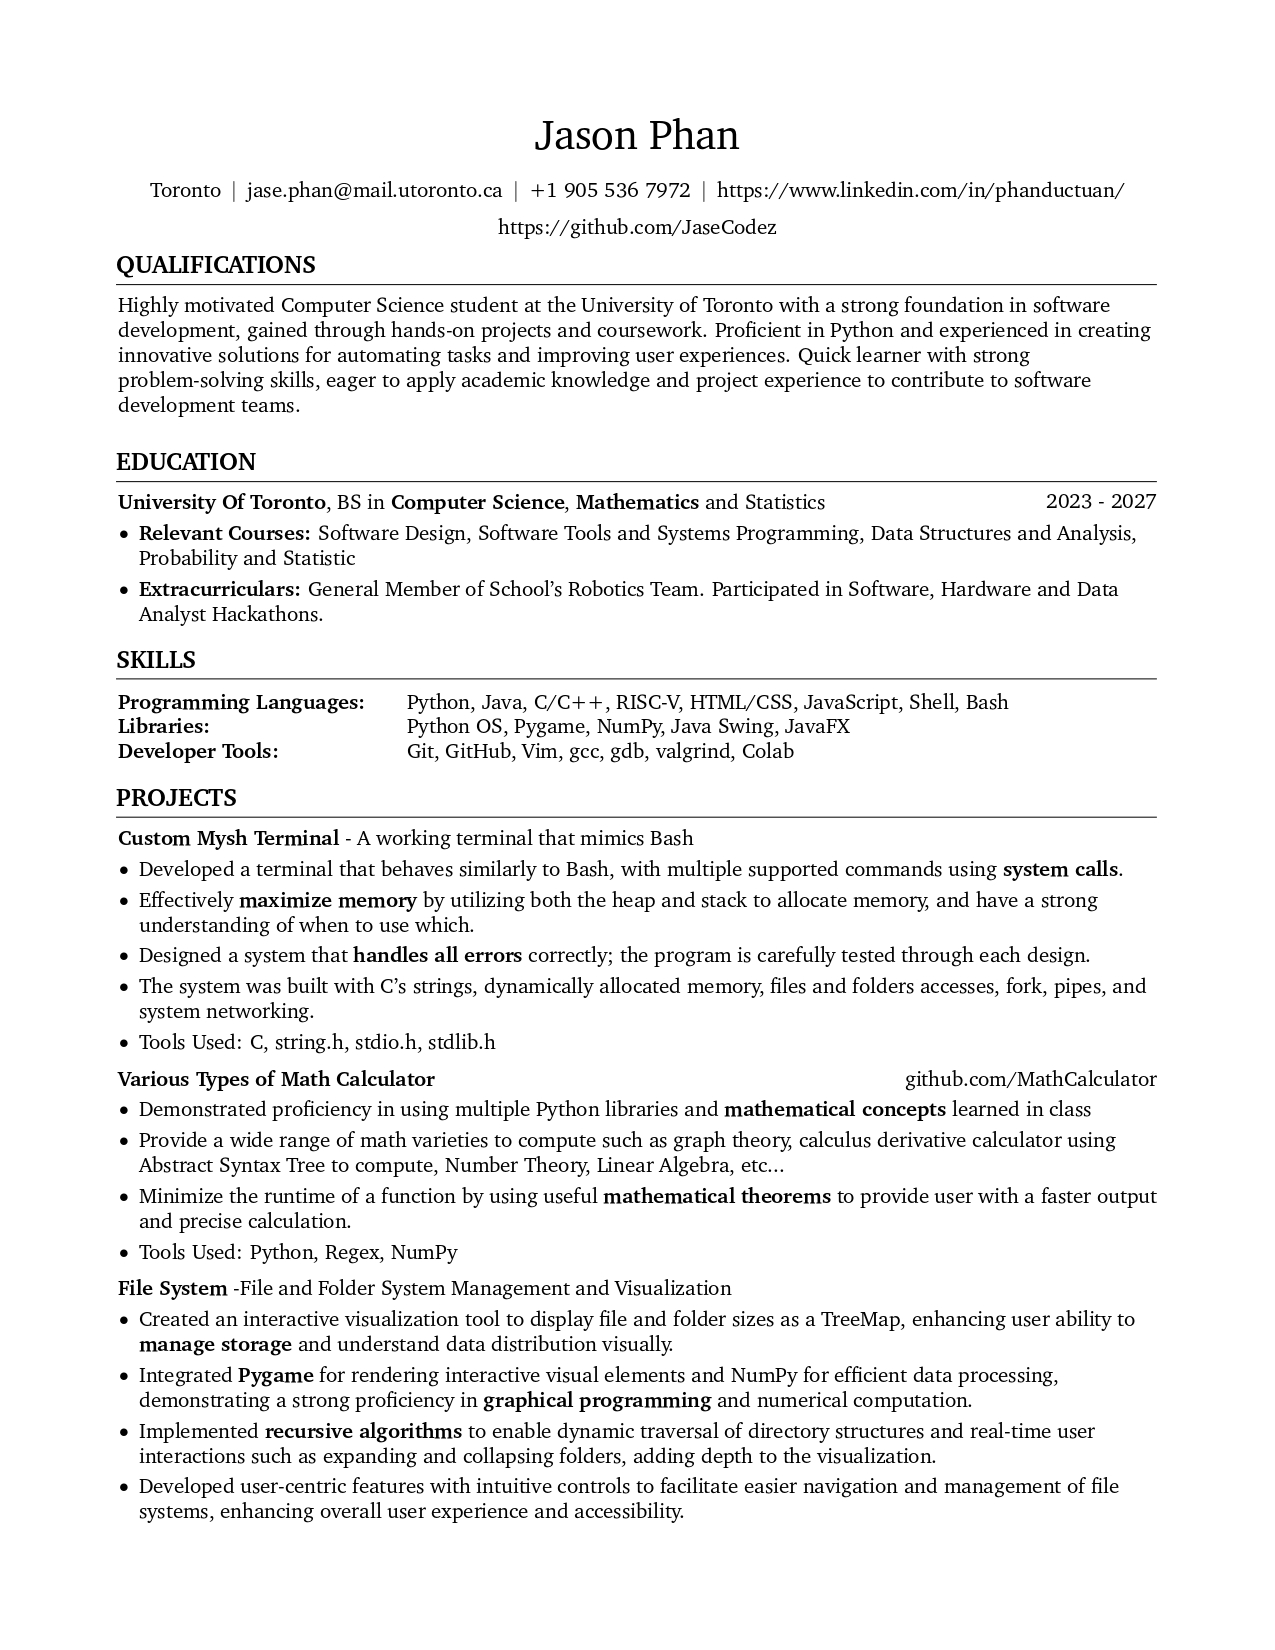 Jason Phan
Toronto | jase.phan@mail.utoronto.ca | +1 905 536 7972 | https://www.linkedin.com/in/phanductuan/
https://github.com/JaseCodez
QUALIFICATIONS
Highly motivated Computer Science student at the University of Toronto with a strong foundation in software
development, gained through hands-on projects and coursework. Proficient in Python and experienced in creating
innovative solutions for automating tasks and improving user experiences. Quick learner with strong
problem-solving skills, eager to apply academic knowledge and project experience to contribute to software
development teams.
EDUCATION
University Of Toronto, BS in Computer Science, Mathematics and Statistics 2023 - 2027
• Relevant Courses: Software Design, Software Tools and Systems Programming, Data Structures and Analysis,
Probability and Statistic
• Extracurriculars: General Member of School’s Robotics Team. Participated in Software, Hardware and Data
Analyst Hackathons.
SKILLS
Programming Languages: Python, Java, C/C++, RISC-V, HTML/CSS, JavaScript, Shell, Bash
Libraries: Python OS, Pygame, NumPy, Java Swing, JavaFX
Developer Tools: Git, GitHub, Vim, gcc, gdb, valgrind, Colab
PROJECTS
Custom Mysh Terminal - A working terminal that mimics Bash
• Developed a terminal that behaves similarly to Bash, with multiple supported commands using system calls.
• Effectively maximize memory by utilizing both the heap and stack to allocate memory, and have a strong
understanding of when to use which.
• Designed a system that handles all errors correctly; the program is carefully tested through each design.
• The system was built with C’s strings, dynamically allocated memory, files and folders accesses, fork, pipes, and
system networking.
• Tools Used: C, string.h, stdio.h, stdlib.h
Various Types of Math Calculator github.com/MathCalculator
• Demonstrated proficiency in using multiple Python libraries and mathematical concepts learned in class
• Provide a wide range of math varieties to compute such as graph theory, calculus derivative calculator using
Abstract Syntax Tree to compute, Number Theory, Linear Algebra, etc...
• Minimize the runtime of a function by using useful mathematical theorems to provide user with a faster output
and precise calculation.
• Tools Used: Python, Regex, NumPy
File System -File and Folder System Management and Visualization
• Created an interactive visualization tool to display file and folder sizes as a TreeMap, enhancing user ability to
manage storage and understand data distribution visually.
• Integrated Pygame for rendering interactive visual elements and NumPy for efficient data processing,
demonstrating a strong proficiency in graphical programming and numerical computation.
• Implemented recursive algorithms to enable dynamic traversal of directory structures and real-time user
interactions such as expanding and collapsing folders, adding depth to the visualization.
• Developed user-centric features with intuitive controls to facilitate easier navigation and management of file
systems, enhancing overall user experience and accessibility.